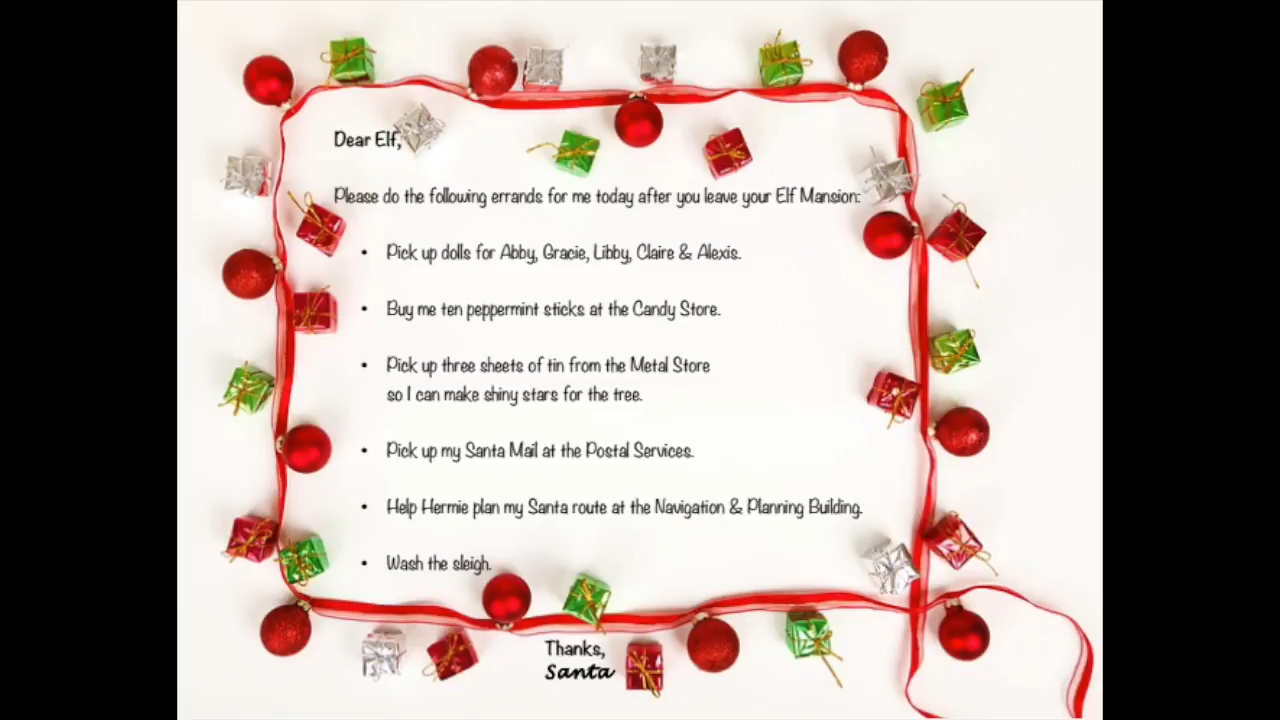 Dear Elf,
Please do the following errands for me today after you leave your Elf Mansion:
• Pick up dolls for Abby, Gracie, Libby, Claire & Alexis.
• Buy me ten peppermint sticks at the Candy Store.
• Pick up three sheets of tin from the Metal Store
so I can make shiny stars for the tree.
• Pick up my Santa Mail at the Postal Services.
• Help Hermie plan my Santa route at the Navigation & Planning Building.
• Wash the sleigh.
Thanks,
Santa